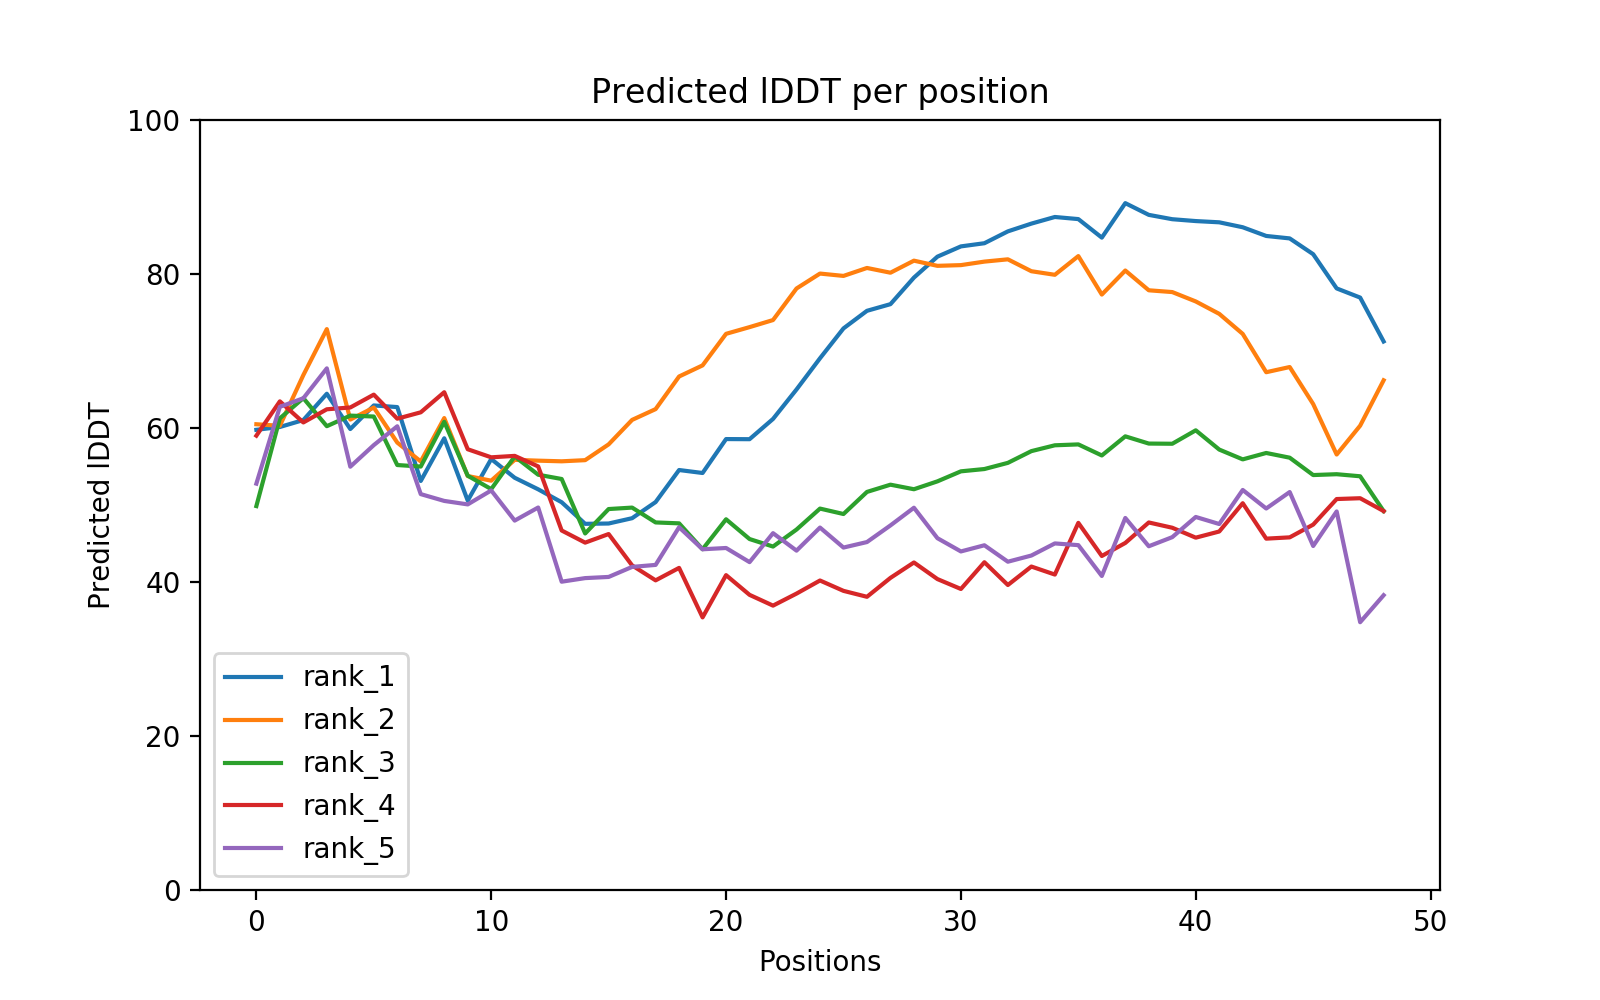 Predicted lDDT per position
100
80
60
40
20
0
Predicted lDDT
rank_1
rank_2
rank_3
rank_4
rank_5
0 10 20 30 40 50
Positions